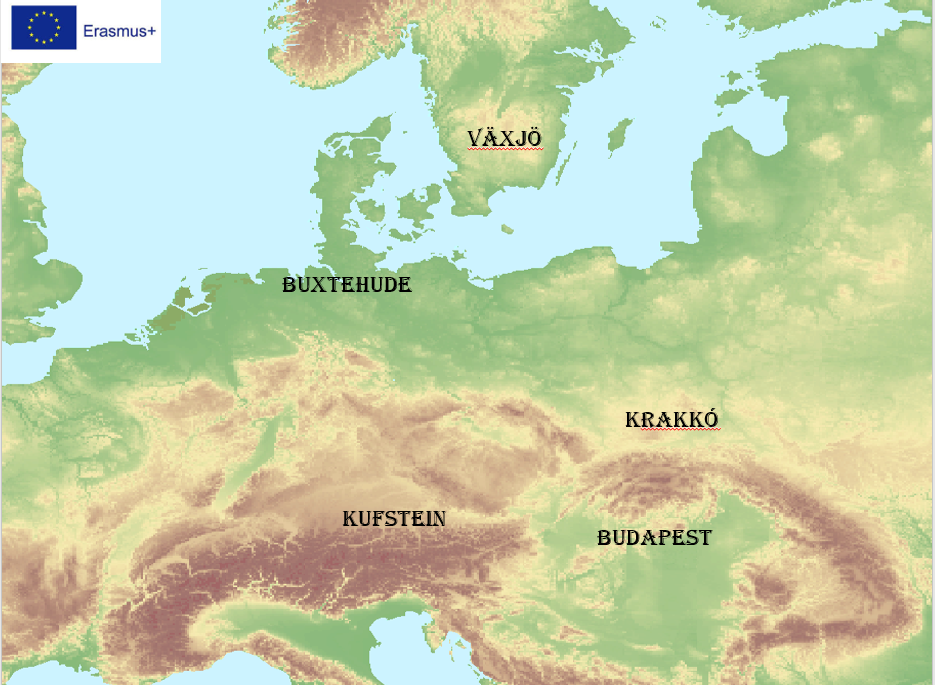 Erasmus+
VÄXJÖ
BUXTEHUDE
KRAKKÓ
KUFSTEIN
BUDAPEST